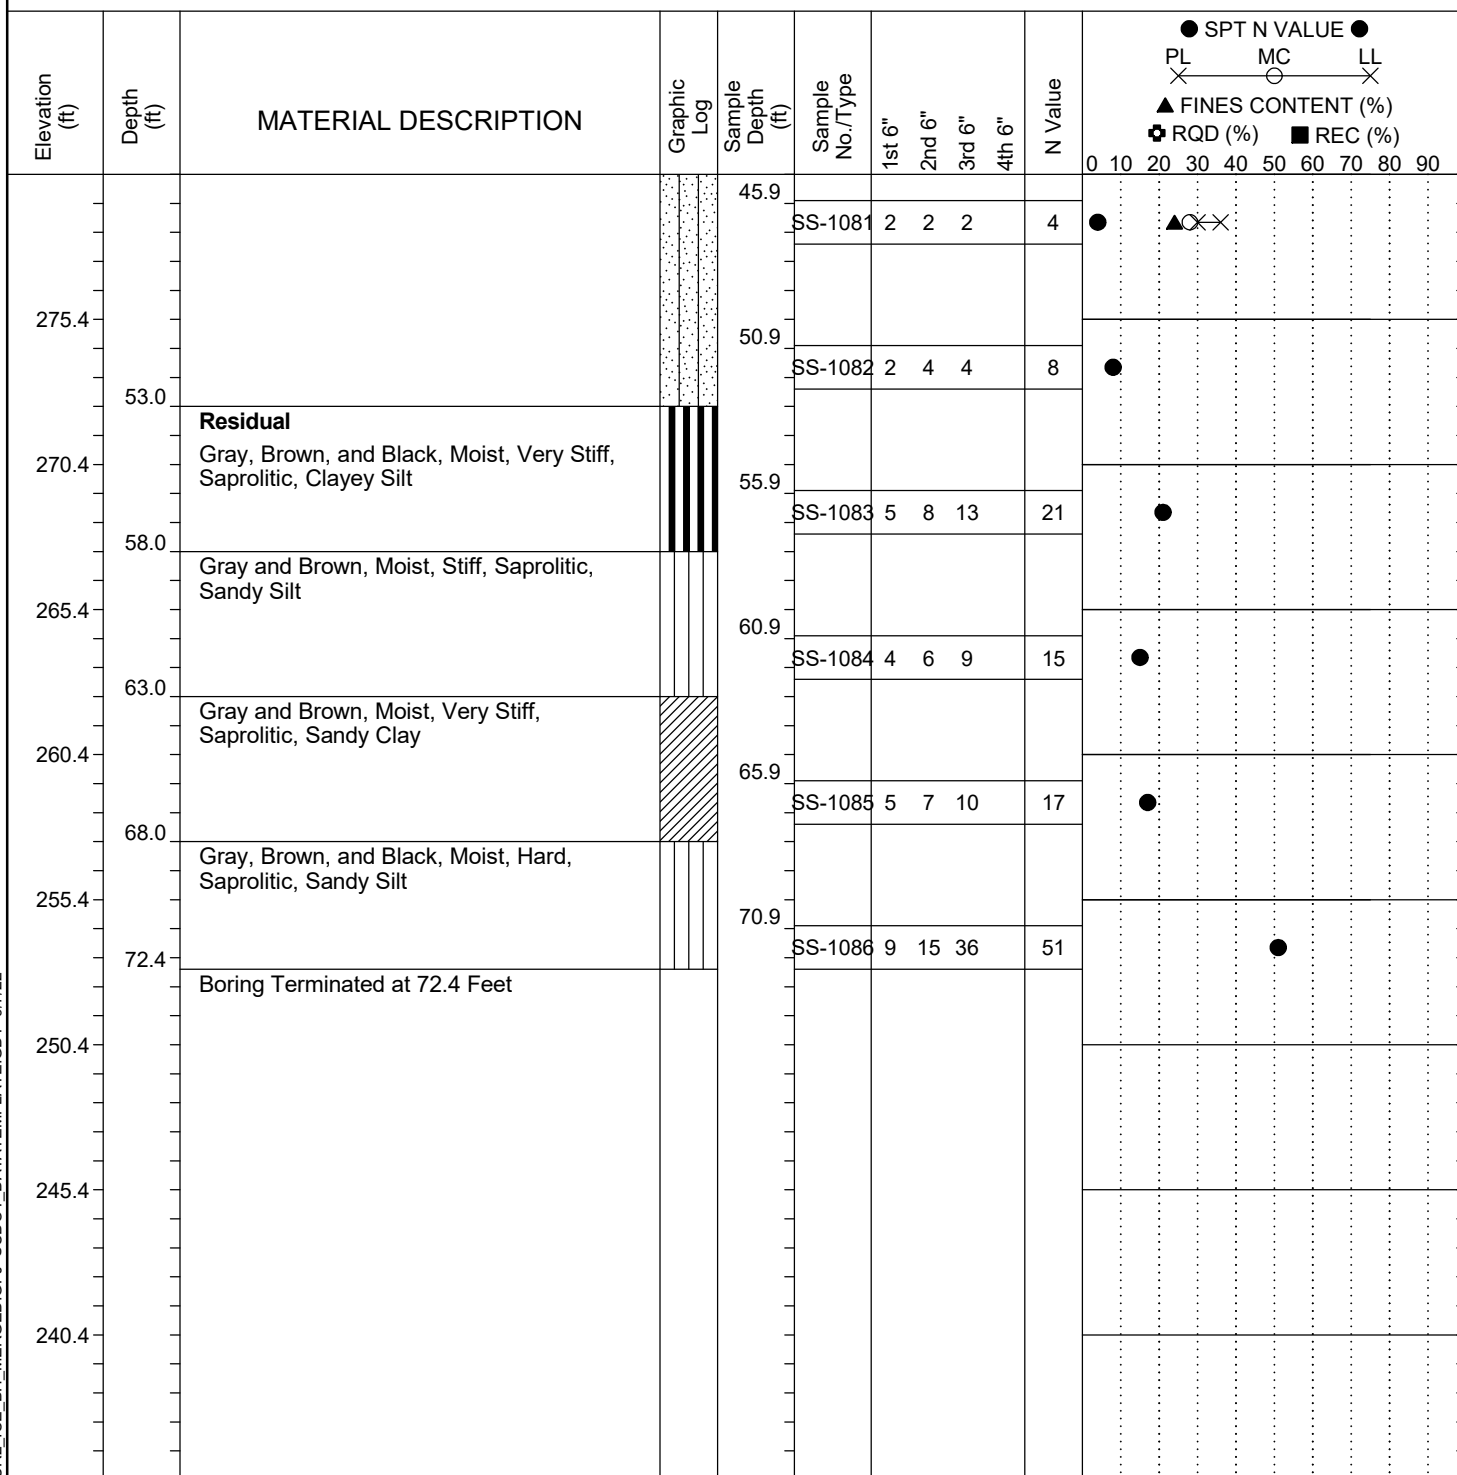 ● SPT N VALUE ●
PL MC LL
▲ FINES CONTENT (%)
RQD (%) ■ REC (%)
Elevation (ft)
Depth (ft)
MATERIAL DESCRIPTION
Graphic Log
Sample Depth (ft)
Sample No./Type
1st 6"
2nd 6"
3rd 6"
4th 6"
N Value
0 10 20 30 40 50 60 70 80 90
45.9
SS-1081 2 2 2 4
275.4
50.9
SS-1082 2 4 4 8
53.0
Residual
Gray, Brown, and Black, Moist, Very Stiff,
Saprolitic, Clayey Silt
270.4
55.9
SS-1083 5 8 13 21
58.0
Gray and Brown, Moist, Stiff, Saprolitic,
Sandy Silt
265.4
60.9
SS-1084 4 6 9 15
63.0
Gray and Brown, Moist, Very Stiff,
Saprolitic, Sandy Clay
260.4
65.9
SS-1085 5 7 10 17
68.0
Gray, Brown, and Black, Moist, Hard,
Saprolitic, Sandy Silt
255.4
70.9
SS-1086 9 15 36 51
72.4
Boring Terminated at 72.4 Feet
250.4
245.4
240.4